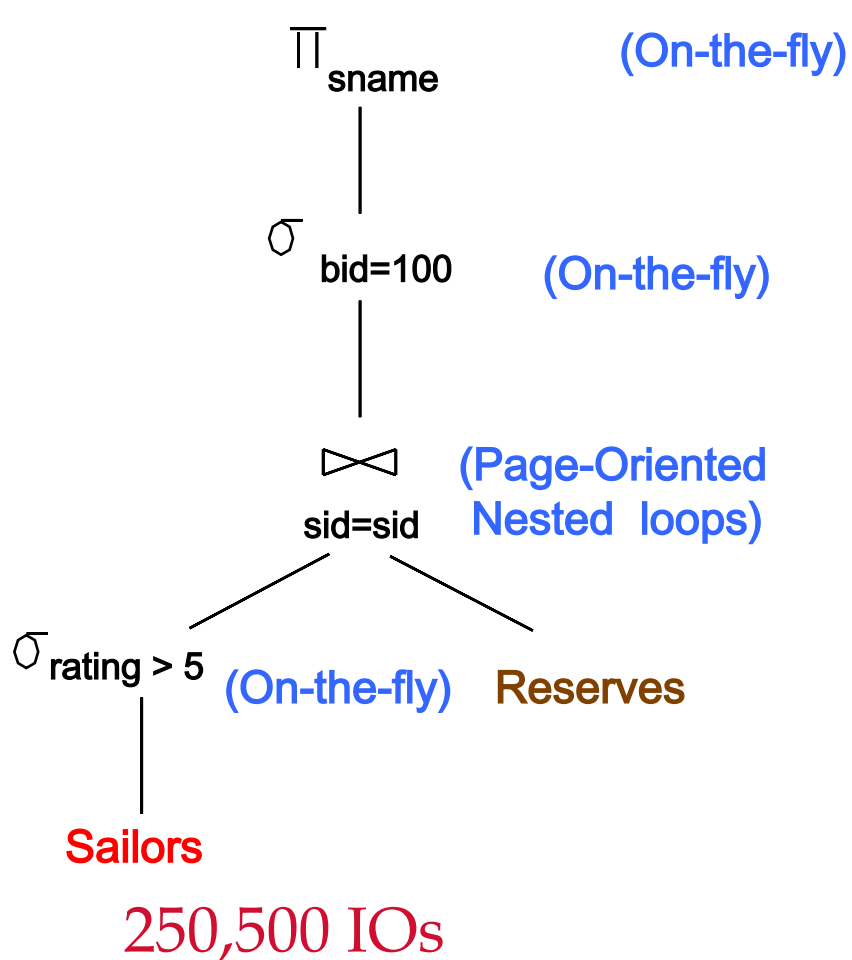 π sname (On-the-fly)
σ bid=100 (On-the-fly)
⋈ (Page-Oriented
sid=sid Nested loops)
σ rating > 5 (On-the-fly) Reserves
Sailors
250,500 IOs